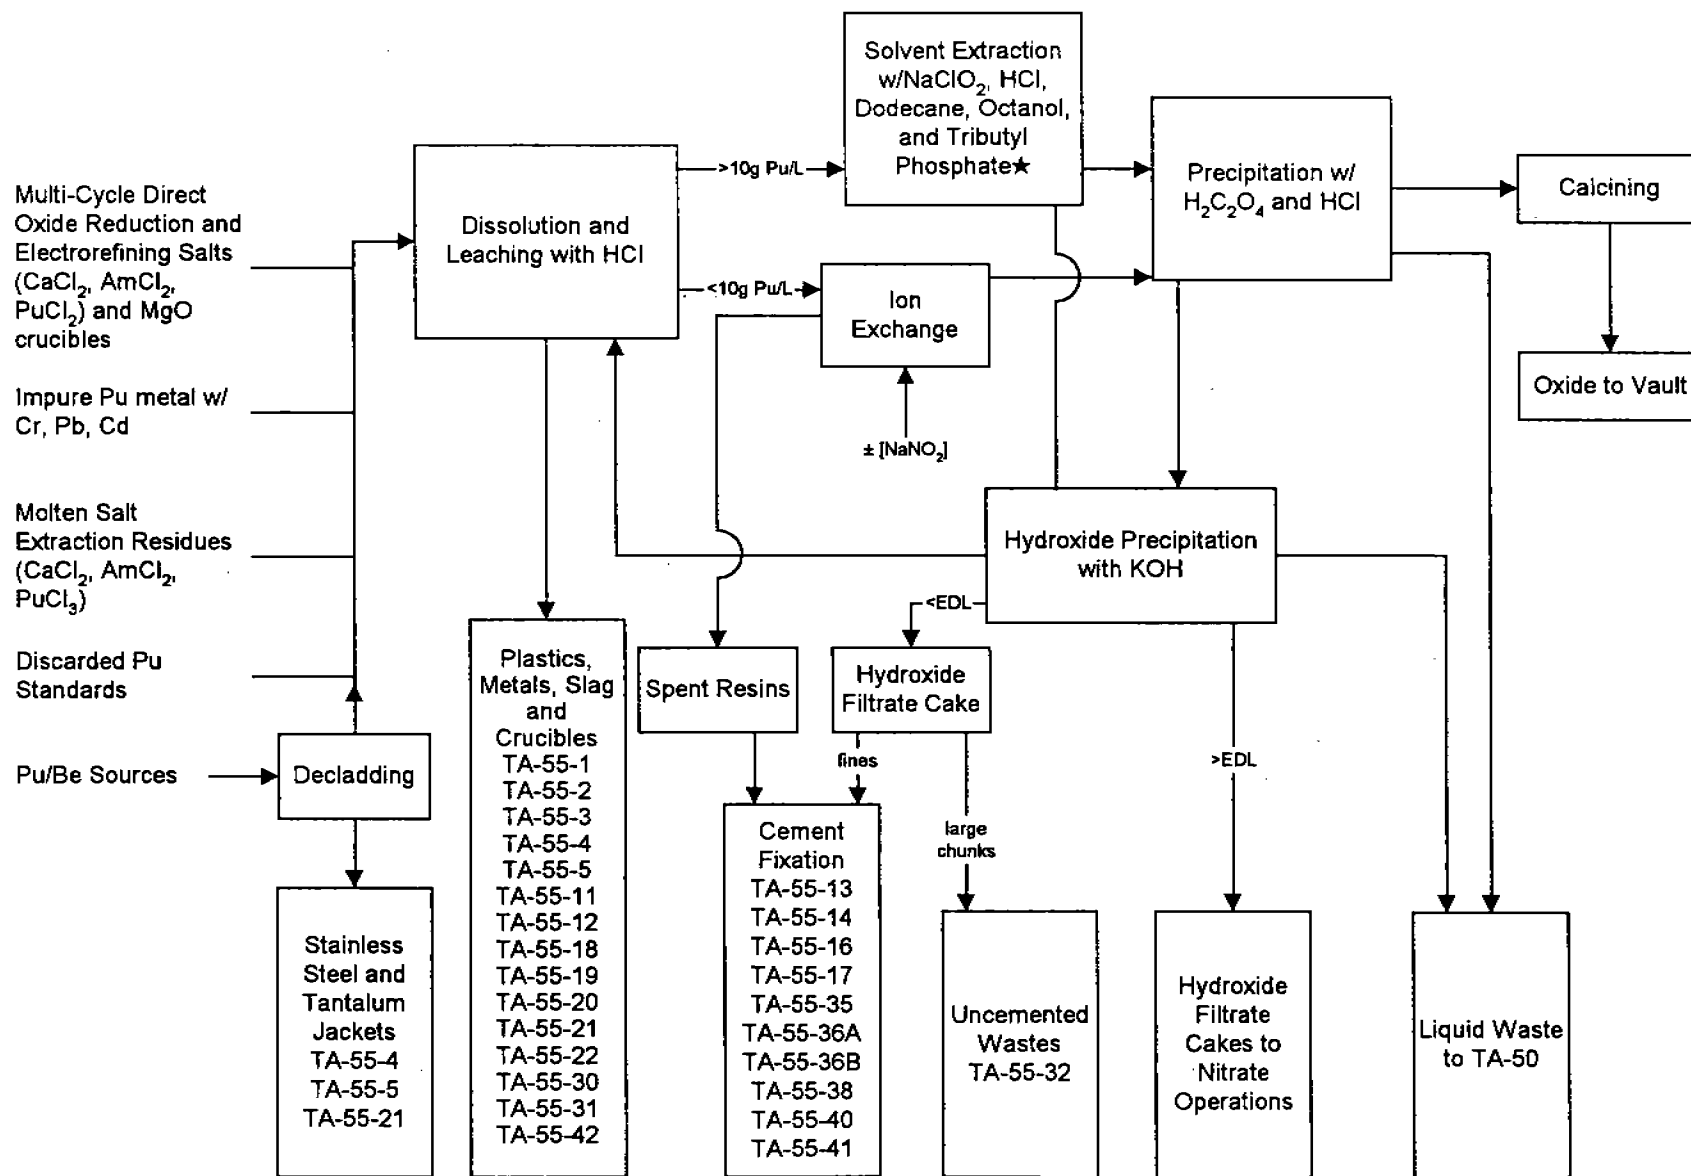 Solvent Extraction
w/NaClO₂, HCl,
Dodecane, Octanol,
and Tributyl
Phosphate★
Multi-Cycle Direct
Oxide Reduction and
Electrorefining Salts
(CaCl₂, AmCl₂,
PuCl₂) and MgO
crucibles
Dissolution and
Leaching with HCl
>10g Pu/L
<10g Pu/L
Precipitation w/
H₂C₂O₄ and HCl
Calcining
Ion
Exchange
Oxide to Vault
Impure Pu metal w/
Cr, Pb, Cd
± [NaNO₂]
Molten Salt
Extraction Residues
(CaCl₂, AmCl₂,
PuCl₃)
Hydroxide Precipitation
with KOH
<EDL
Discarded Pu
Standards
Plastics,
Metals, Slag
and
Crucibles
TA-55-1
TA-55-2
TA-55-3
TA-55-4
TA-55-5
TA-55-11
TA-55-12
TA-55-18
TA-55-19
TA-55-20
TA-55-21
TA-55-22
TA-55-30
TA-55-31
TA-55-42
Spent Resins
Hydroxide
Filtrate Cake
Pu/Be Sources
Decladding
fines
>EDL
large
chunks
Stainless
Steel and
Tantalum
Jackets
TA-55-4
TA-55-5
TA-55-21
Cement
Fixation
TA-55-13
TA-55-14
TA-55-16
TA-55-17
TA-55-35
TA-55-36A
TA-55-36B
TA-55-38
TA-55-40
TA-55-41
Uncemented
Wastes
TA-55-32
Hydroxide
Filtrate
Cakes to
Nitrate
Operations
Liquid Waste
to TA-50